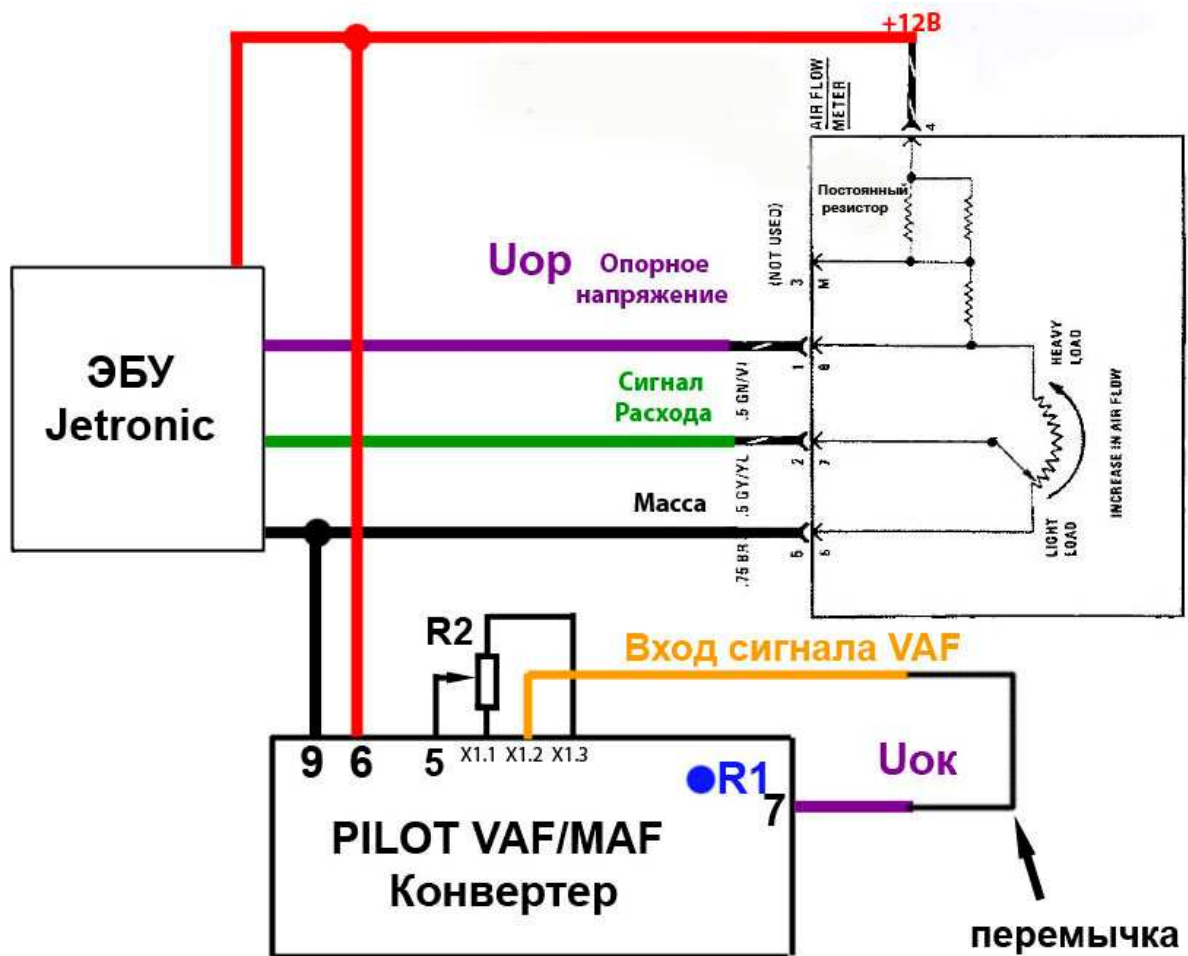 +12В
AIR FLOW
METER
4
Постоянный
резистор
(NOT USED)
3
M
Uop Опорное
напряжение
ЭБУ
Jetronic
.5 GN/VI
1
HEAVY
LOAD
Сигнал
Расхода
INCREASE IN AIR FLOW
.5 GY/YL
2
7
Масса
.75 BR
5
LIGHT
LOAD
R2
Вход сигнала VAF
9 6 5 X1.1 X1.2 X1.3
R1
7
Uок
PILOT VAF/MAF
Конвертер
перемычка